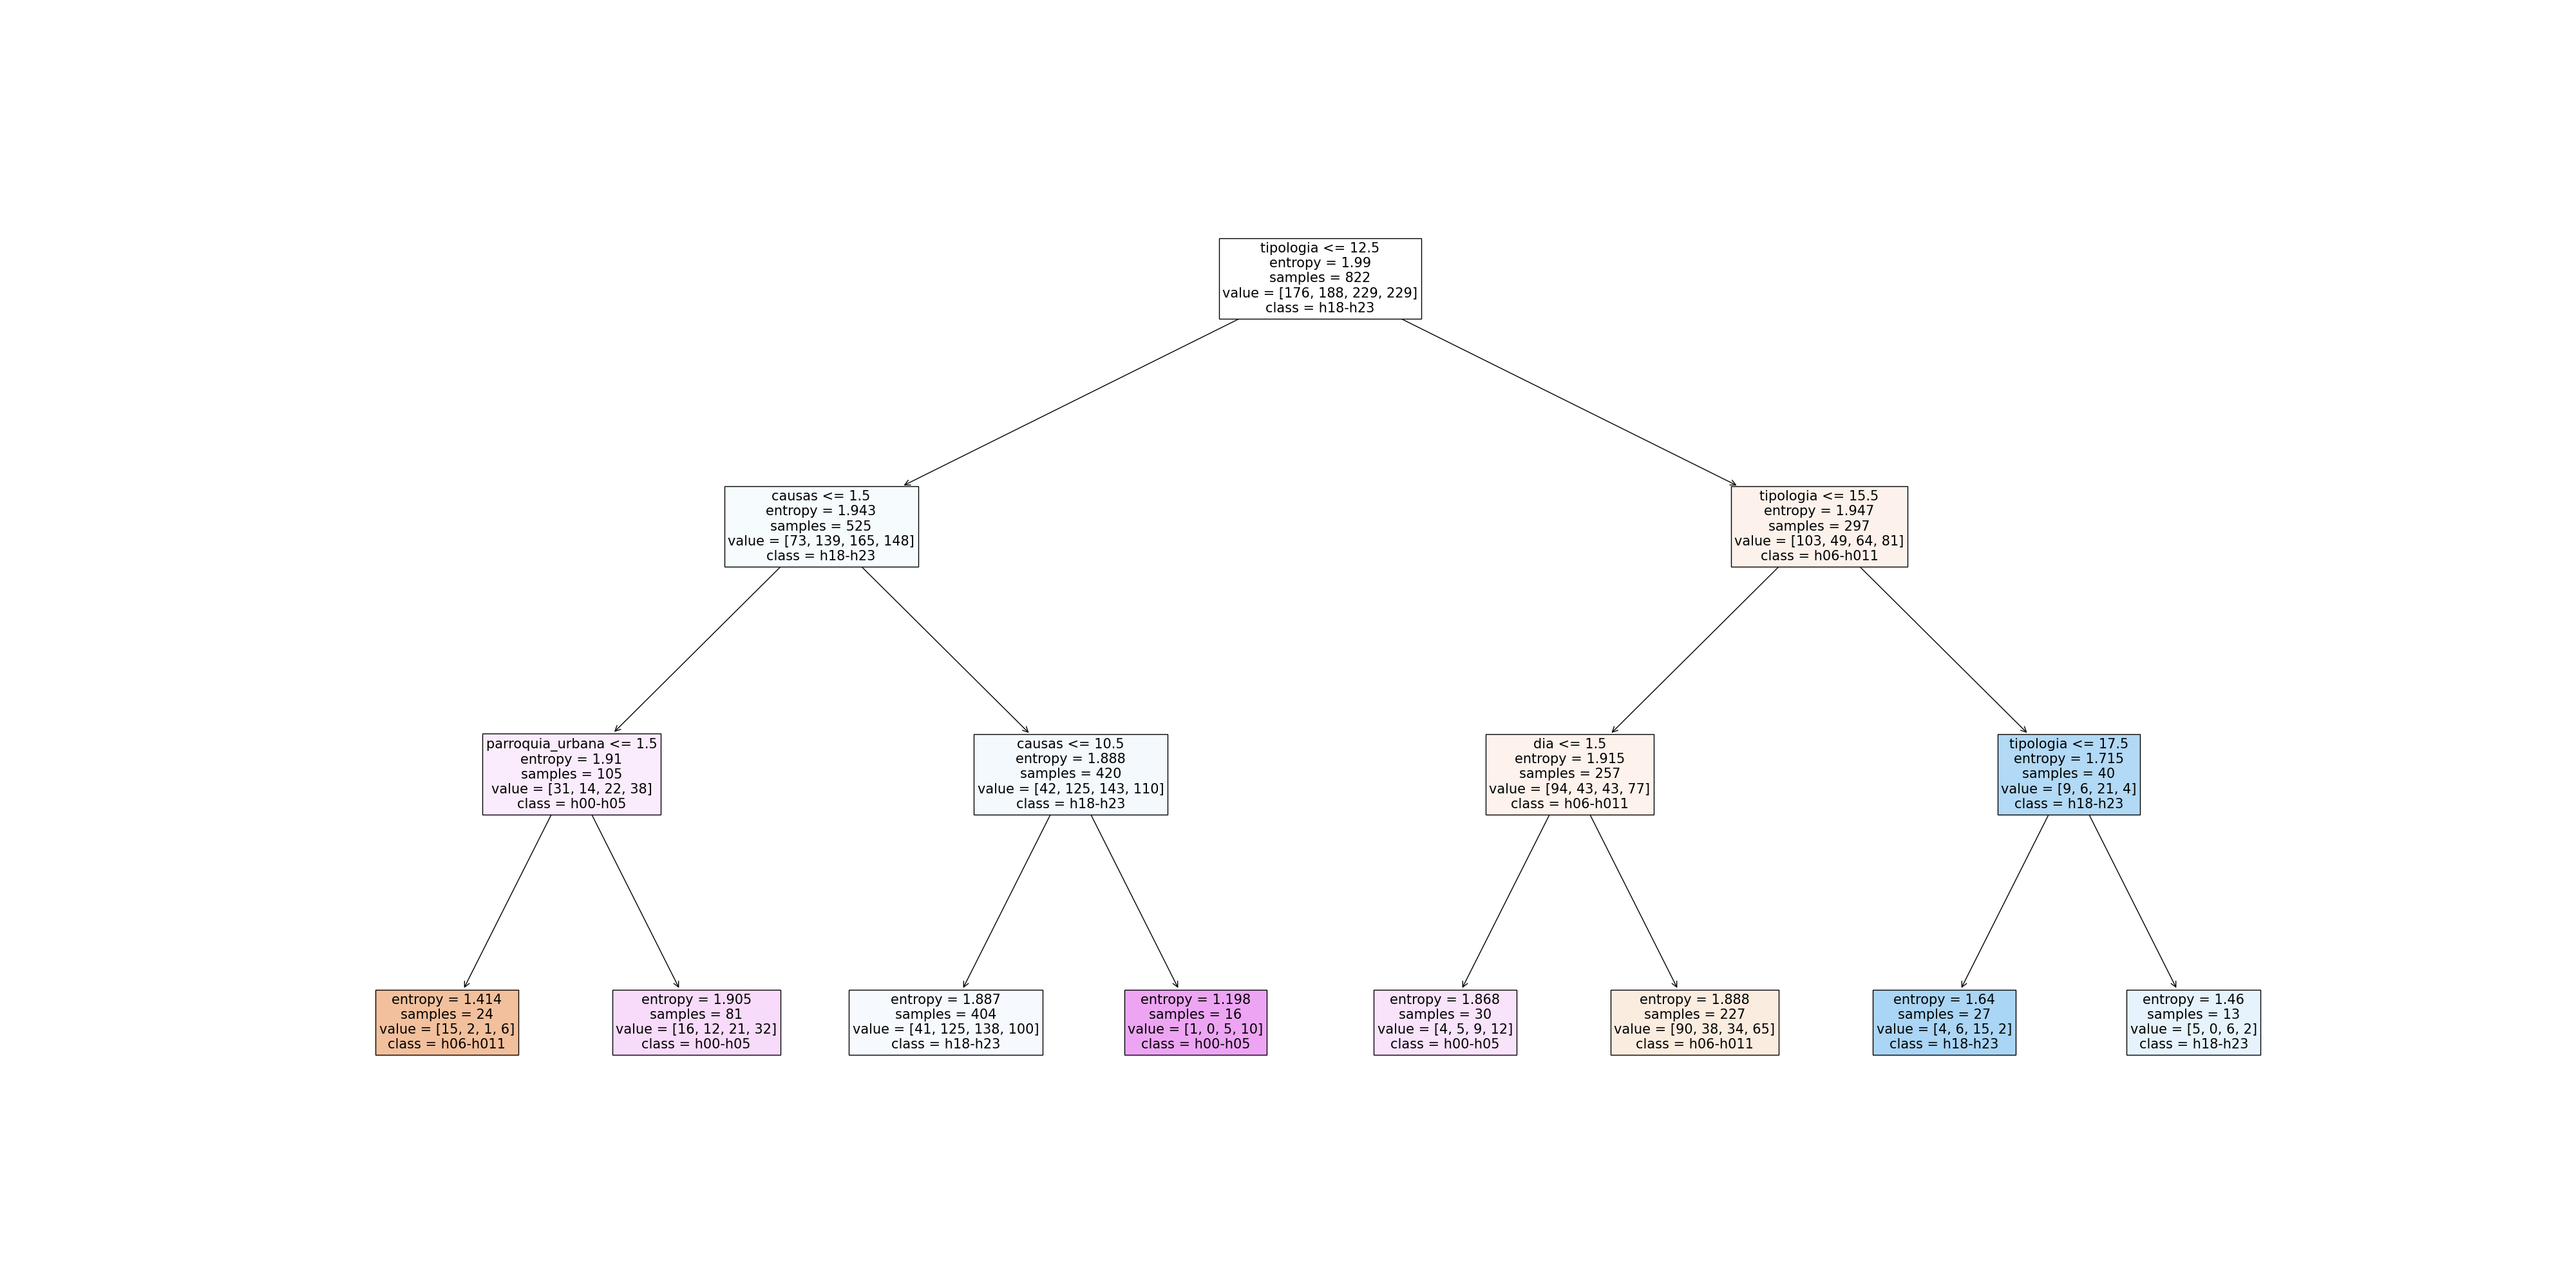 tipologia <= 12.5
entropy = 1.99
samples = 822
value = [176, 188, 229, 229]
class = h18-h23
causas <= 1.5
entropy = 1.943
samples = 525
value = [73, 139, 165, 148]
class = h18-h23
tipologia <= 15.5
entropy = 1.947
samples = 297
value = [103, 49, 64, 81]
class = h06-h011
parroquia_urbana <= 1.5
entropy = 1.91
samples = 105
value = [31, 14, 22, 38]
class = h00-h05
causas <= 10.5
entropy = 1.888
samples = 420
value = [42, 125, 143, 110]
class = h18-h23
dia <= 1.5
entropy = 1.915
samples = 257
value = [94, 43, 43, 77]
class = h06-h011
tipologia <= 17.5
entropy = 1.715
samples = 40
value = [9, 6, 21, 4]
class = h18-h23
entropy = 1.414
samples = 24
value = [15, 2, 1, 6]
class = h06-h011
entropy = 1.905
samples = 81
value = [16, 12, 21, 32]
class = h00-h05
entropy = 1.887
samples = 404
value = [41, 125, 138, 100]
class = h18-h23
entropy = 1.198
samples = 16
value = [1, 0, 5, 10]
class = h00-h05
entropy = 1.868
samples = 30
value = [4, 5, 9, 12]
class = h00-h05
entropy = 1.888
samples = 227
value = [90, 38, 34, 65]
class = h06-h011
entropy = 1.64
samples = 27
value = [4, 6, 15, 2]
class = h18-h23
entropy = 1.46
samples = 13
value = [5, 0, 6, 2]
class = h18-h23